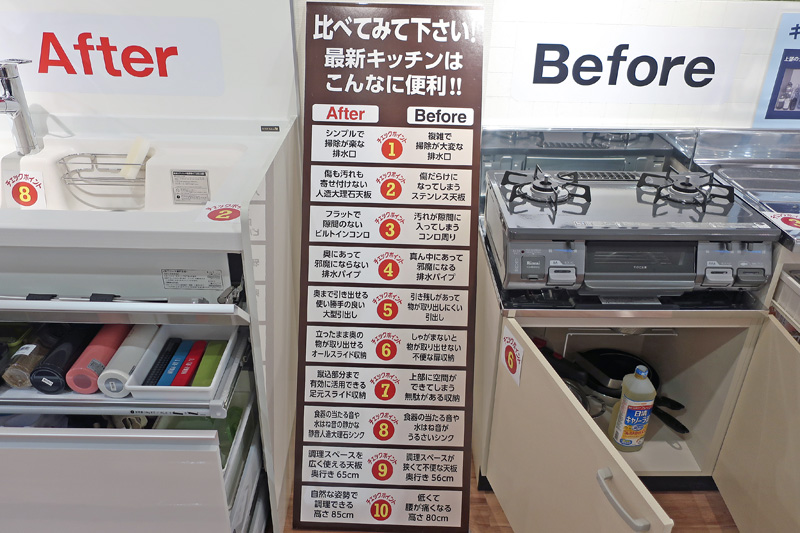 After
比べてみて下さい!
最新キッチンは
こんなに便利!!
After
Before
シンプルで
掃除が楽な
排水口
チェックポイント
1
複雑で
掃除が大変な
排水口
傷も汚れも
寄せ付けない
人造大理石天板
チェックポイント
2
傷だらけに
なってしまう
ステンレス天板
フラットで
隙間のない
ビルトインコンロ
チェックポイント
3
汚れが隙間に
入ってしまう
コンロ周り
奥にあって
邪魔にならない
排水パイプ
チェックポイント
4
真ん中にあって
邪魔になる
排水パイプ
奥まで引き出せる
使い勝手の良い
大型引出し
チェックポイント
5
引き残しがあって
物が取り出しにくい
引出し
立ったまま奥の
物が取り出せる
オールスライド収納
チェックポイント
6
しゃがまないと
物が取り出せない
不便な扉収納
蹴込部分まで
有効に活用できる
足元スライド収納
チェックポイント
7
上部に空間が
できてしまう
無駄がある収納
食器の当たる音や
水はね音の静かな
静音人造大理石シンク
チェックポイント
8
食器の当たる音や
水はね音が
うるさいシンク
調理スペースを
広く使える天板
奥行き 65cm
チェックポイント
9
調理スペースが
狭くて不便な天板
奥行き 56cm
自然な姿勢で
調理できる
高さ 85cm
チェックポイント
10
低くて
腰が痛くなる
高さ 80cm
Before
チェックポイント
8
チェックポイント
2
Rinnai
チェックポイント
6
日清
キャノーラ油